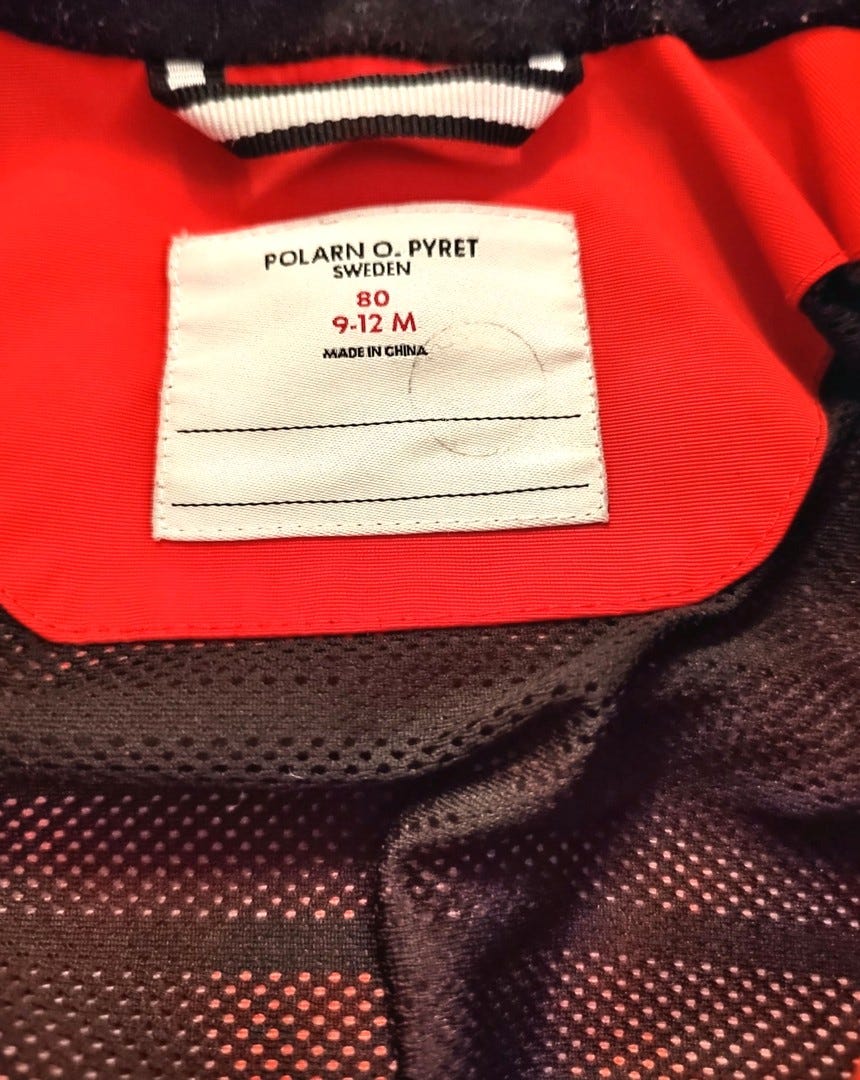 POLARN O. PYRET
SWEDEN
80
9-12 M
MADE IN CHINA